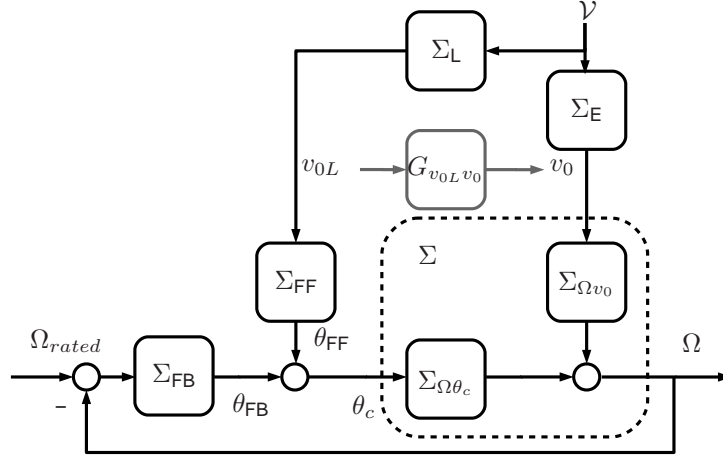 𝒱
Σ_L
Σ_E
v_{0L}
G_{v_{0L}v_0}
v_0
Σ
Σ_FF
Σ_{Ωv_0}
Ω_{rated}
θ_FF
Ω
Σ_FB
Σ_{Ωθ_c}
–
θ_FB
θ_c